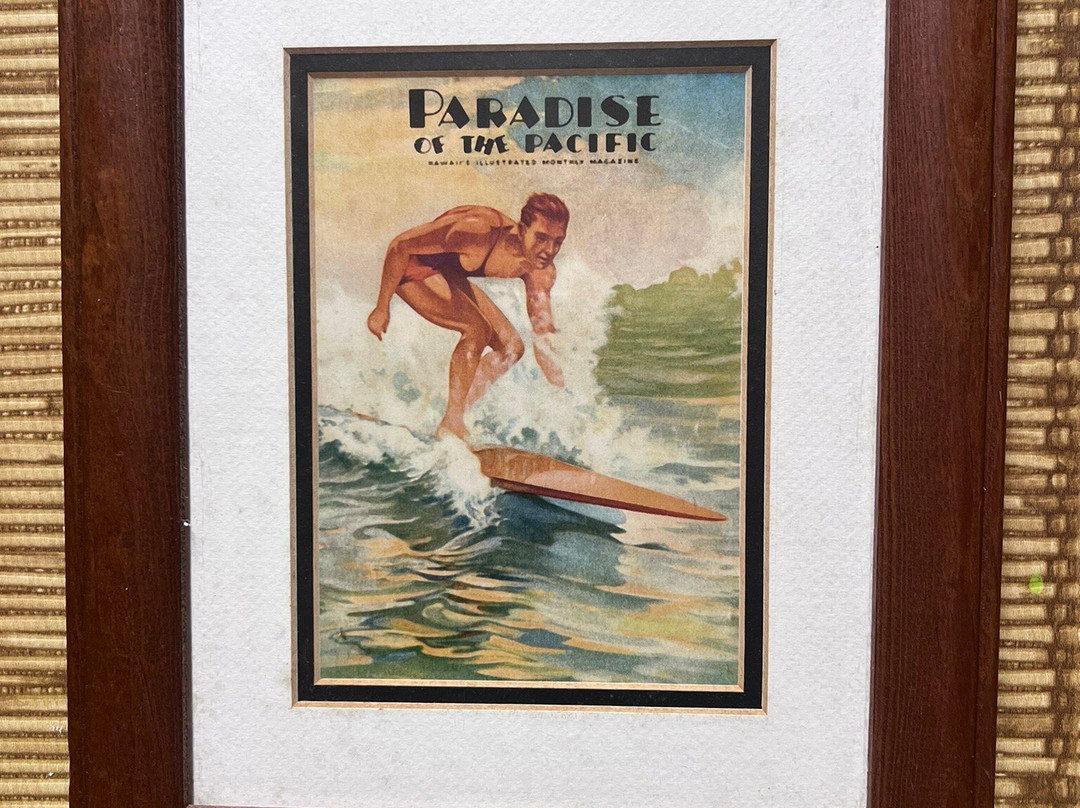 PARADISE
OF THE PACIFIC
HAWAII'S ILLUSTRATED MONTHLY MAGAZINE